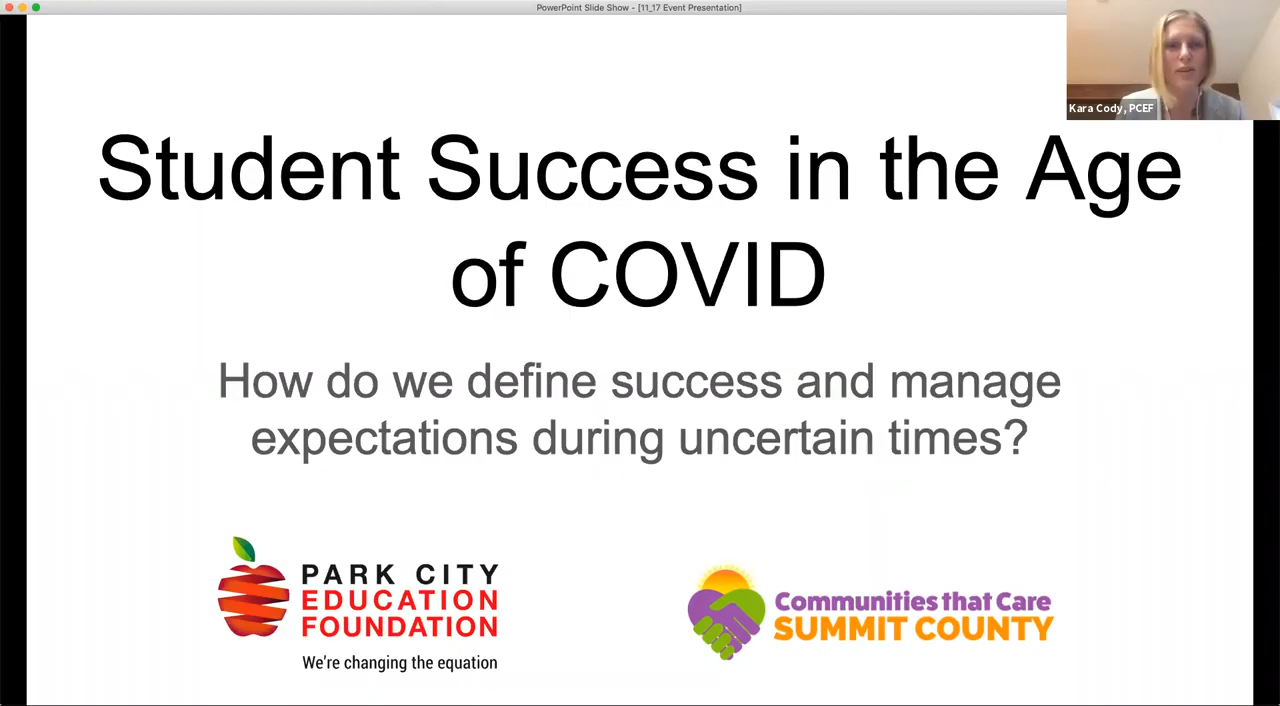 PowerPoint Slide Show - [11_17 Event Presentation]
Kara Cody, PCEF
Student Success in the Age
of COVID
How do we define success and manage
expectations during uncertain times?
PARK CITY
EDUCATION
FOUNDATION
We're changing the equation
Communities that Care
SUMMIT COUNTY